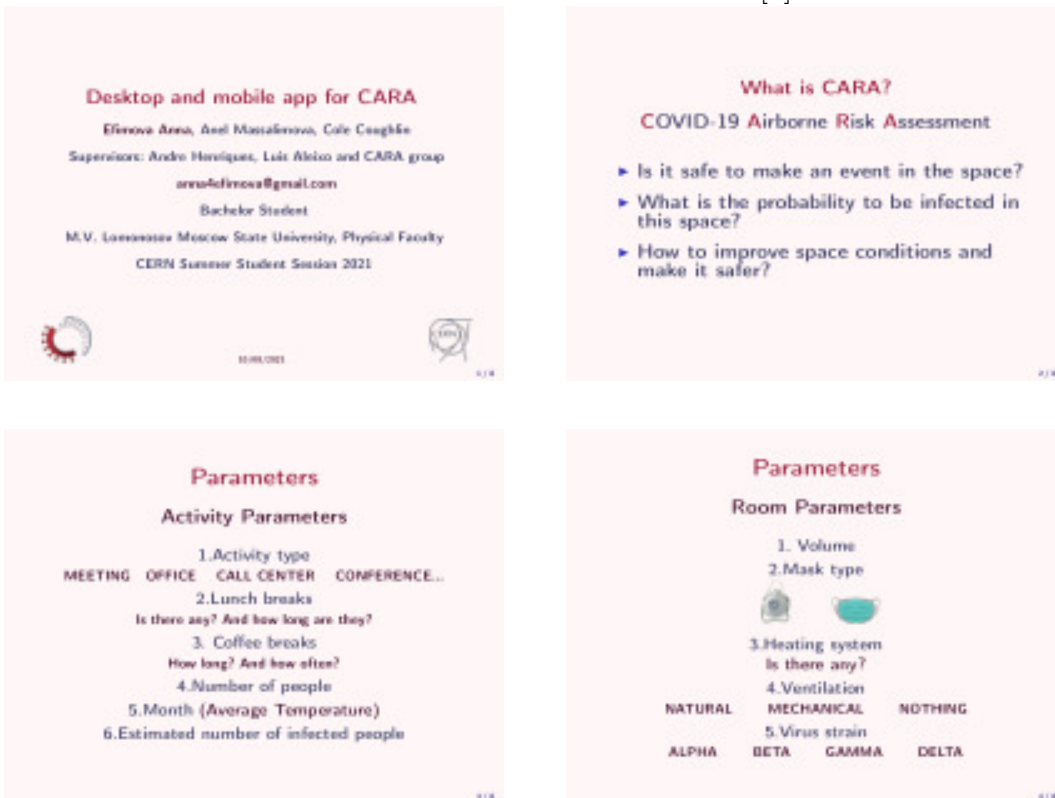 Desktop and mobile app for CARA
Efimova Anna, Anel Massalimova, Cole Coughlin
Supervisors: Andre Henriques, Luis Aleixo and CARA group
anna4efimova@gmail.com
Bachelor Student
M.V. Lomonosov Moscow State University, Physical Faculty
CERN Summer Student Session 2021
What is CARA?
COVID-19 Airborne Risk Assessment
► Is it safe to make an event in the space?
► What is the probability to be infected in
this space?
► How to improve space conditions and
make it safer?
Parameters
Activity Parameters
1.Activity type
MEETING OFFICE CALL CENTER CONFERENCE...
2.Lunch breaks
Is there any? And how long are they?
3. Coffee breaks
How long? And how often?
4.Number of people
5.Month (Average Temperature)
6.Estimated number of infected people
Parameters
Room Parameters
1. Volume
2.Mask type
3.Heating system
Is there any?
4.Ventilation
NATURAL MECHANICAL NOTHING
5.Virus strain
ALPHA BETA GAMMA DELTA